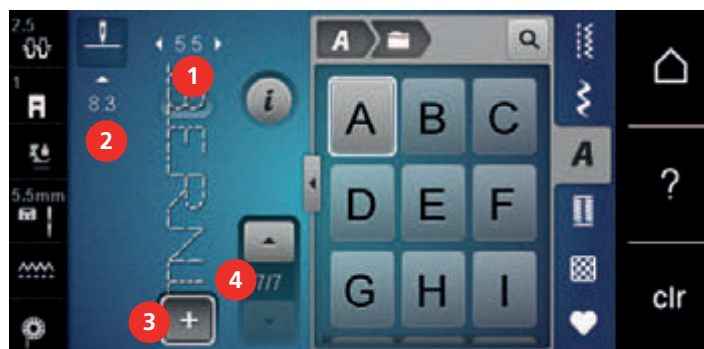 2.5
5 5
A
1
8.3
1
i
2
A B C
BERNI
A
?
5.5mm
D E F
4
7/7
G H I
3
+
clr